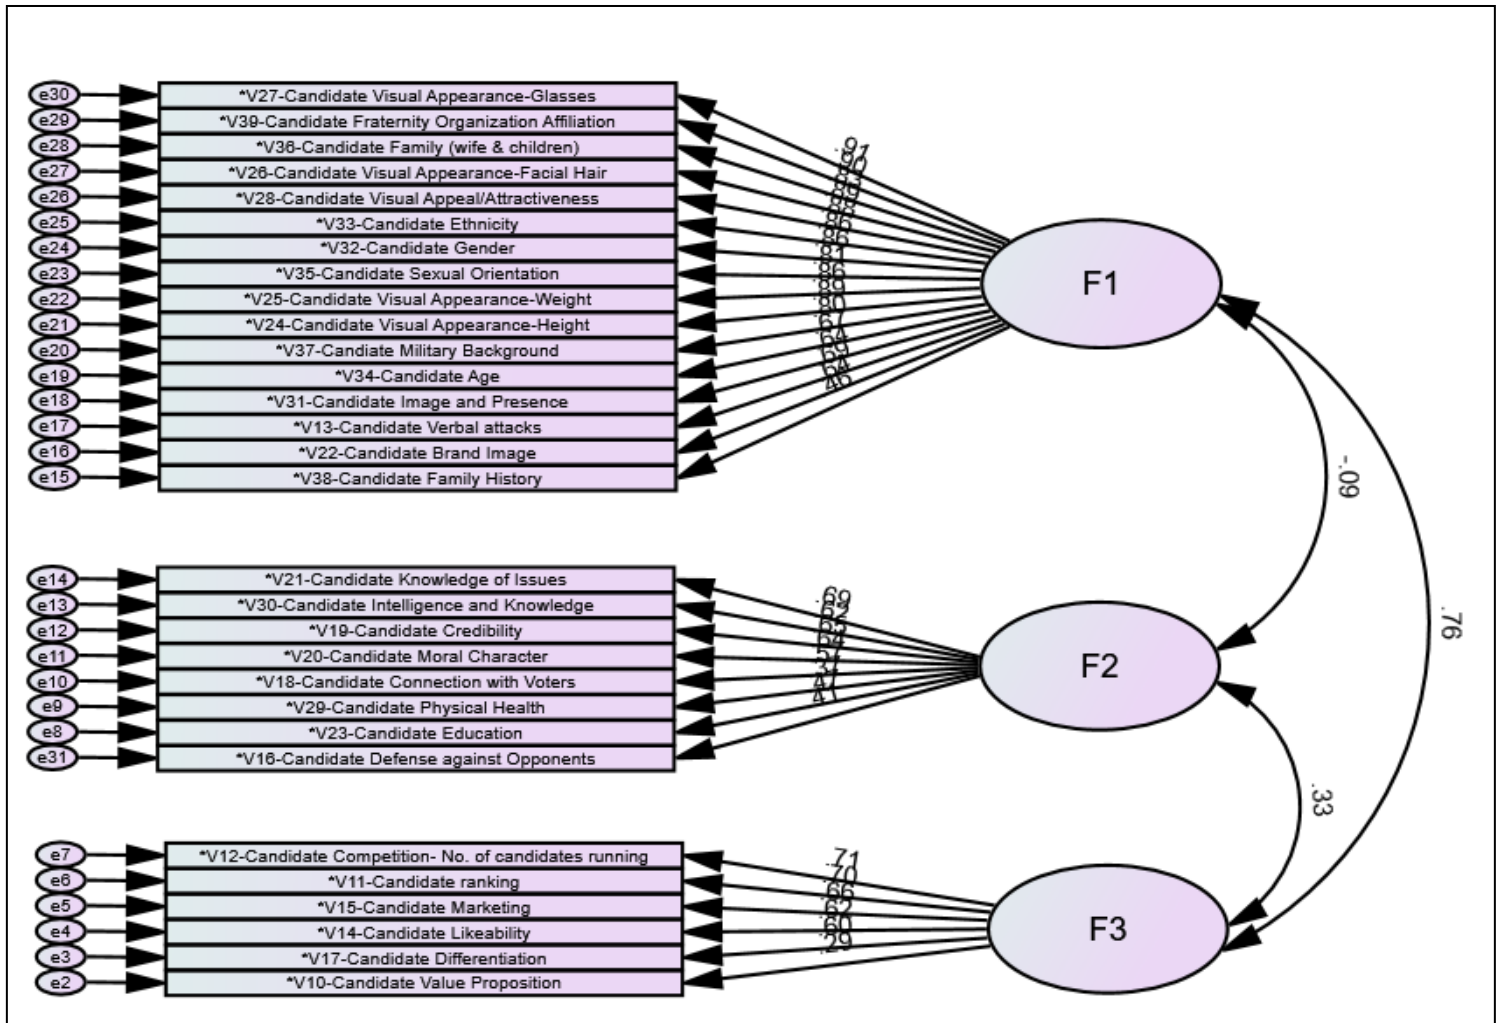 e30 *V27-Candidate Visual Appearance-Glasses
e29 *V39-Candidate Fraternity Organization Affiliation
e28 *V36-Candidate Family (wife & children)
e27 *V26-Candidate Visual Appearance-Facial Hair
e26 *V28-Candidate Visual Appeal/Attractiveness
e25 *V33-Candidate Ethnicity
e24 *V32-Candidate Gender
e23 *V35-Candidate Sexual Orientation
e22 *V25-Candidate Visual Appearance-Weight
e21 *V24-Candidate Visual Appearance-Height
e20 *V37-Candiate Military Background
e19 *V34-Candidate Age
e18 *V31-Candidate Image and Presence
e17 *V13-Candidate Verbal attacks
e16 *V22-Candidate Brand Image
e15 *V38-Candidate Family History
.91
.46
F1
-.09
.76
e14 *V21-Candidate Knowledge of Issues
e13 *V30-Candidate Intelligence and Knowledge
e12 *V19-Candidate Credibility
e11 *V20-Candidate Moral Character
e10 *V18-Candidate Connection with Voters
e9 *V29-Candidate Physical Health
e8 *V23-Candidate Education
e31 *V16-Candidate Defense against Opponents
.69
.41
F2
.33
e7 *V12-Candidate Competition- No. of candidates running
e6 *V11-Candidate ranking
e5 *V15-Candidate Marketing
e4 *V14-Candidate Likeability
e3 *V17-Candidate Differentiation
e2 *V10-Candidate Value Proposition
.71
.70
.66
.62
.60
.29
F3